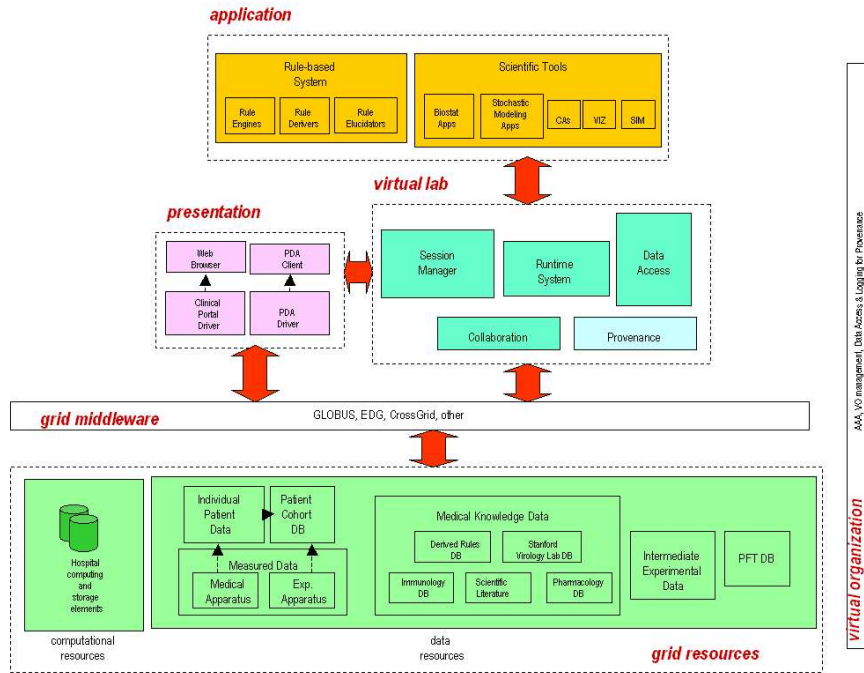 application
Rule-based
System
Rule
Engines
Rule
Derivers
Rule
Elucidators
Scientific Tools
Biostat
Apps
Stochastic
Modeling
Apps
CAs
VIZ
SIM
virtual lab
presentation
Web
Browser
PDA
Client
Clinical
Portal
Driver
PDA
Driver
Session
Manager
Runtime
System
Data
Access
Collaboration
Provenance
grid middleware
GLOBUS, EDG, CrossGrid, other
Hospital
computing
and
storage
elements
computational
resources
Individual
Patient
Data
Patient
Cohort
DB
Measured Data
Medical
Apparatus
Exp.
Apparatus
Medical Knowledge Data
Derived Rules
DB
Stanford
Virology Lab DB
Immunology
DB
Scientific
Literature
Pharmacology
DB
Intermediate
Experimental
Data
PFT DB
data
resources
grid resources
AAA, VO management, Data Access & Logging for Provenance
virtual organization